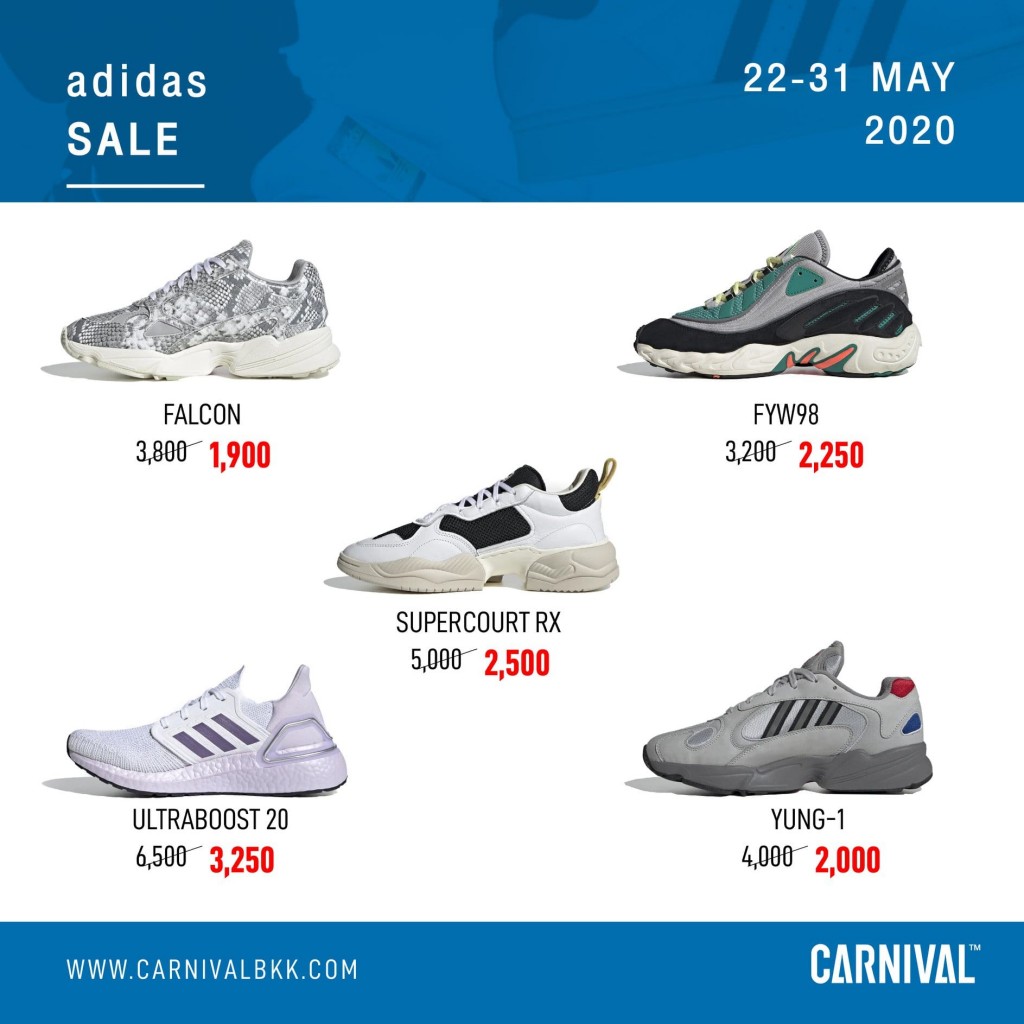 adidas
SALE
22-31 MAY
2020
FALCON
3,800 1,900
FYW98
3,200 2,250
SUPERCOURT RX
5,000 2,500
ULTRABOOST 20
6,500 3,250
YUNG-1
4,000 2,000
WWW.CARNIVALBKK.COM
CARNIVAL™